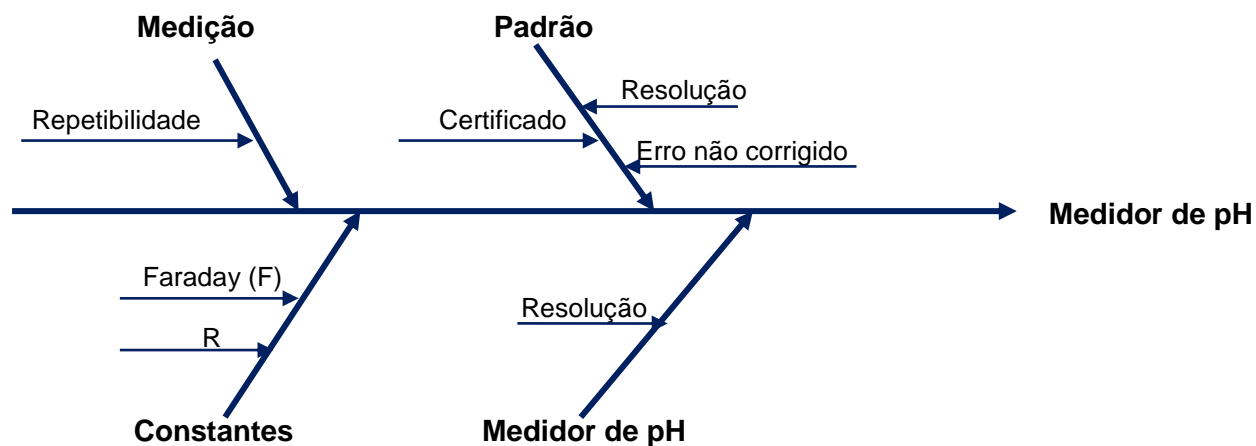 Medição
Padrão
Resolução
Repetibilidade
Certificado
Erro não corrigido
Medidor de pH
Faraday (F)
Resolução
R
Constantes
Medidor de pH